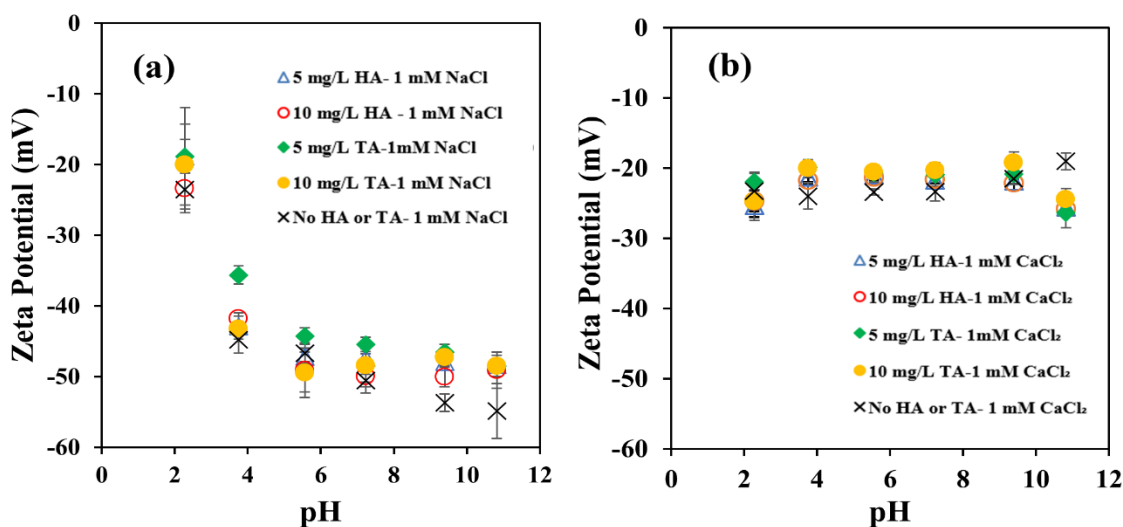 (a)
5 mg/L HA- 1 mM NaCl
10 mg/L HA - 1 mM NaCl
5 mg/L TA-1mM NaCl
10 mg/L TA-1 mM NaCl
No HA or TA- 1 mM NaCl
Zeta Potential (mV)
0
-10
-20
-30
-40
-50
-60
0 2 4 6 8 10 12
pH
(b)
5 mg/L HA-1 mM CaCl₂
10 mg/L HA-1 mM CaCl₂
5 mg/L TA- 1mM CaCl₂
10 mg/L TA-1 mM CaCl₂
No HA or TA- 1 mM CaCl₂
Zeta Potential (mV)
0
-10
-20
-30
-40
-50
-60
0 2 4 6 8 10 12
pH